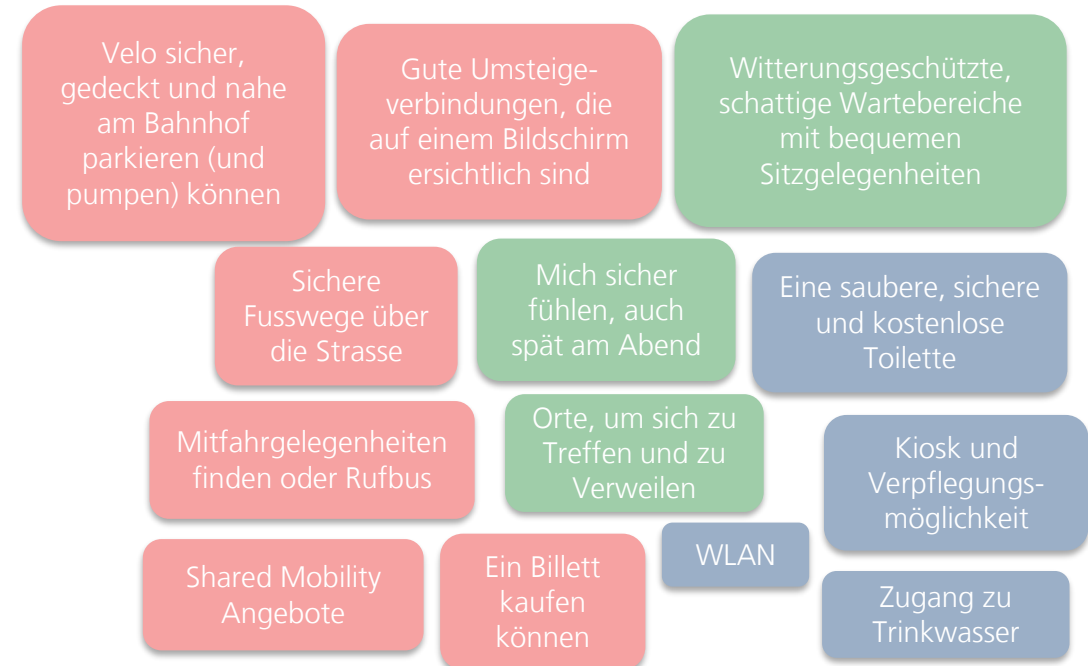 Velo sicher,
gedeckt und nahe
am Bahnhof
parkieren (und
pumpen) können
Gute Umsteige-
verbindungen, die
auf einem Bildschirm
ersichtlich sind
Witterungsgeschützte,
schattige Wartebereiche
mit bequemen
Sitzgelegenheiten
Sichere
Fusswege über
die Strasse
Mich sicher
fühlen, auch
spät am Abend
Eine saubere, sichere
und kostenlose
Toilette
Mitfahrgelegenheiten
finden oder Rufbus
Orte, um sich zu
Treffen und zu
Verweilen
Kiosk und
Verpflegungs-
möglichkeit
Shared Mobility
Angebote
Ein Billett
kaufen
können
WLAN
Zugang zu
Trinkwasser